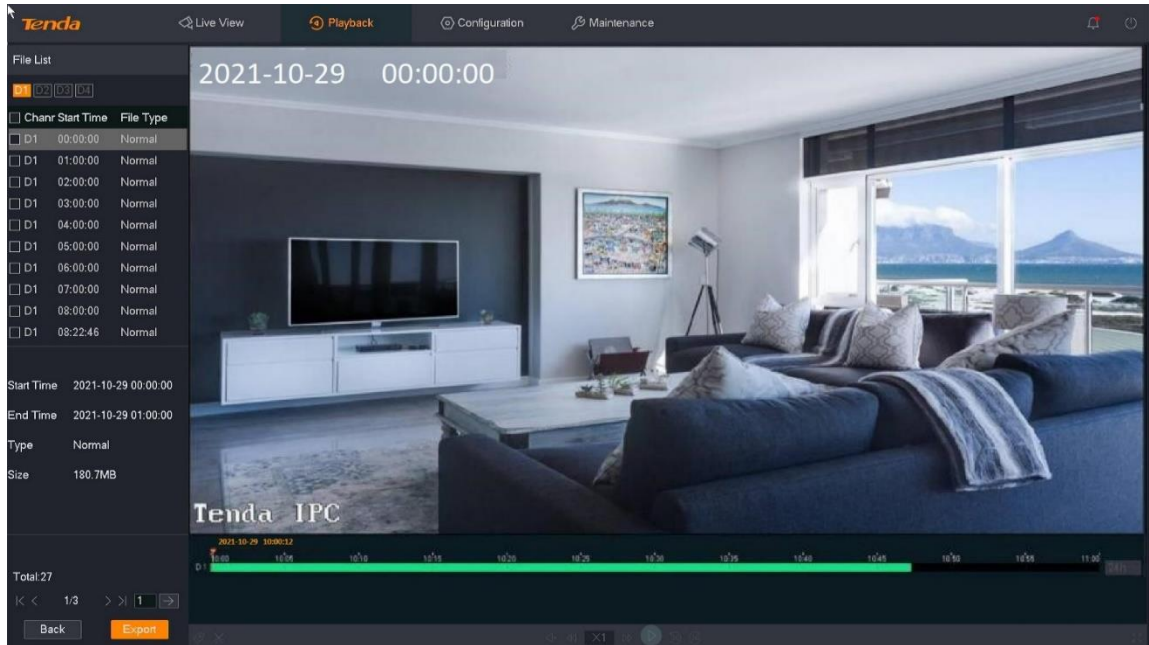 Tenda
Live View
Playback
Configuration
Maintenance
File List
D1 D2 D3 D4
Chanr Start Time File Type
D1 00:00:00 Normal
D1 01:00:00 Normal
D1 02:00:00 Normal
D1 03:00:00 Normal
D1 04:00:00 Normal
D1 05:00:00 Normal
D1 06:00:00 Normal
D1 07:00:00 Normal
D1 08:00:00 Normal
D1 08:22:46 Normal
Start Time 2021-10-29 00:00:00
End Time 2021-10-29 01:00:00
Type Normal
Size 180.7MB
Total:27
1/3 1
Back Export
2021-10-29 00:00:00
Tenda IPC
2021-10-29 10:00:12
10:00 10:05 10:10 10:15 10:20 10:25 10:30 10:35 10:40 10:45 10:50 10:55 11:00
D1 24h
X1